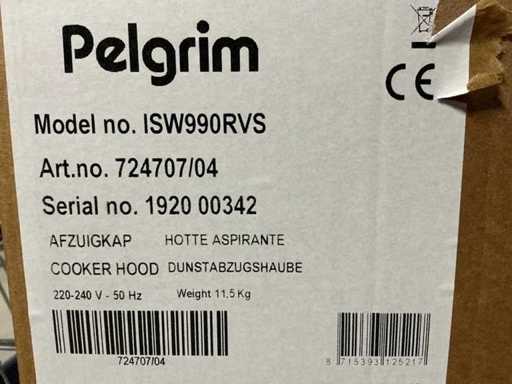 Pelgrim
CE
Model no. ISW990RVS
Art.no. 724707/04
Serial no. 1920 00342
AFZUIGKAP HOTTE ASPIRANTE
COOKER HOOD DUNSTABZUGSHAUBE
220-240 V - 50 Hz Weight 11,5 Kg
724707/04 8 715393 125217